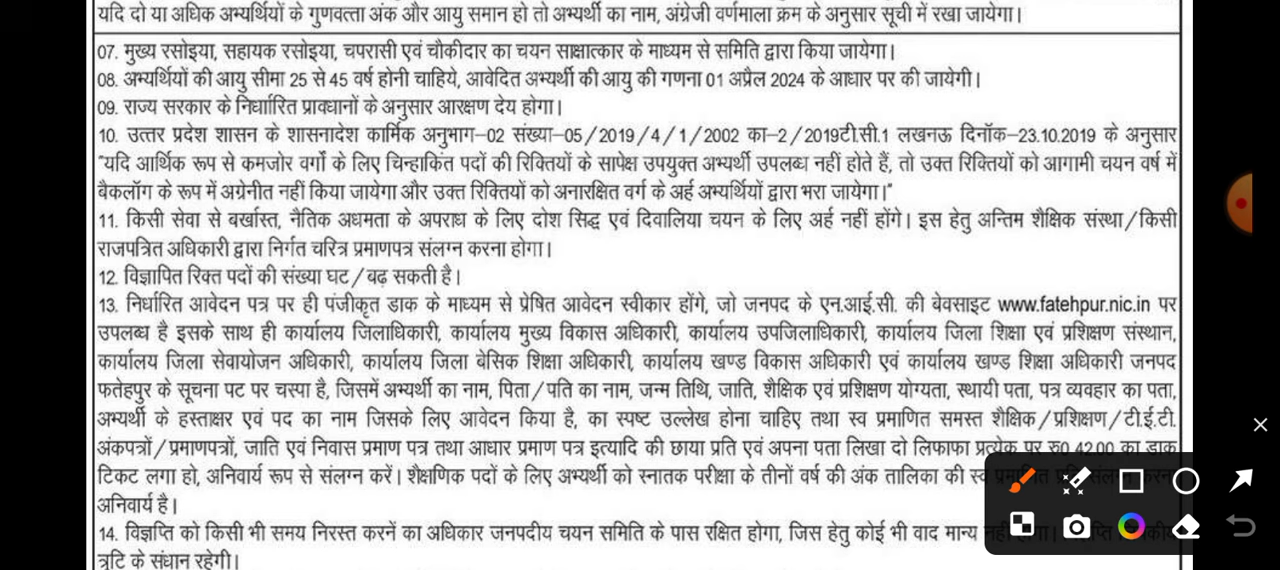 यदि दो या अधिक अभ्यर्थियों के गुणवत्ता अंक और आयु समान हो तो अभ्यर्थी का नाम, अंग्रेजी वर्णमाला क्रम के अनुसार सूची में रखा जायेगा।
07. मुख्य रसोइया, सहायक रसोइया, चपरासी एवं चौकीदार का चयन साक्षात्कार के माध्यम से समिति द्वारा किया जायेगा।
08. अभ्यर्थियों की आयु सीमा 25 से 45 वर्ष होनी चाहिये, आवेदित अभ्यर्थी की आयु की गणना 01 अप्रैल 2024 के आधार पर की जायेगी।
09. राज्य सरकार के निर्धाारित प्रावधानों के अनुसार आरक्षण देय होगा।
10. उत्तर प्रदेश शासन के शासनादेश कार्मिक अनुभाग–02 संख्या–05/2019/4/1/2002 का–2/2019टी.सी.1 लखनऊ दिनॉक–23.10.2019 के अनुसार
"यदि आर्थिक रूप से कमजोर वर्गों के लिए चिन्हाकित पदों की रिक्तियों के सापेक्ष उपयुक्त अभ्यर्थी उपलब्ध नहीं होते हैं, तो उक्त रिक्तियों को आगामी चयन वर्ष में
बैकलॉग के रूप में अग्रेनीत नहीं किया जायेगा और उक्त रिक्तियों को अनारक्षित वर्ग के अर्ह अभ्यर्थियों द्वारा भरा जायेगा।"
11. किसी सेवा से बर्खास्त, नैतिक अधमता के अपराध के लिए दोश सिद्ध एवं दिवालिया चयन के लिए अर्ह नहीं होंगे। इस हेतु अन्तिम शैक्षिक संस्था/किसी
राजपत्रित अधिकारी द्वारा निर्गत चरित्र प्रमाणपत्र संलग्न करना होगा।
12. विज्ञापित रिक्त पदों की संख्या घट/बढ़ सकती है।
13. निर्धारित आवेदन पत्र पर ही पंजीकृत डाक के माध्यम से प्रेषित आवेदन स्वीकार होंगे, जो जनपद के एन.आई.सी. की बेवसाइट www.fatehpur.nic.in पर
उपलब्ध है इसके साथ ही कार्यालय जिलाधिकारी, कार्यालय मुख्य विकास अधिकारी, कार्यालय उपजिलाधिकारी, कार्यालय जिला शिक्षा एवं प्रशिक्षण संस्थान,
कार्यालय जिला सेवायोजन अधिकारी, कार्यालय जिला बेसिक शिक्षा अधिकारी, कार्यालय खण्ड विकास अधिकारी एवं कार्यालय खण्ड शिक्षा अधिकारी जनपद
फतेहपुर के सूचना पट पर चस्पा है, जिसमें अभ्यर्थी का नाम, पिता/पति का नाम, जन्म तिथि, जाति, शैक्षिक एवं प्रशिक्षण योग्यता, स्थायी पता, पत्र व्यवहार का पता,
अभ्यर्थी के हस्ताक्षर एवं पद का नाम जिसके लिए आवेदन किया है, का स्पष्ट उल्लेख होना चाहिए तथा स्व प्रमाणित समस्त शैक्षिक/प्रशिक्षण/टी.ई.टी.
अंकपत्रों/प्रमाणपत्रों, जाति एवं निवास प्रमाण पत्र तथा आधार प्रमाण पत्र इत्यादि की छाया प्रति एवं अपना पता लिखा दो लिफाफा प्रत्येक पर रू0 42.00 का डाक
टिकट लगा हो, अनिवार्य रूप से संलग्न करें। शैक्षणिक पदों के लिए अभ्यर्थी को स्नातक परीक्षा के तीनों वर्ष की अंक तालिका की स्व प्रमाणित प्रति संलग्न करना
अनिवार्य है।
14. विज्ञप्ति को किसी भी समय निरस्त करनें का अधिकार जनपदीय चयन समिति के पास रक्षित होगा, जिस हेतु कोई भी वाद मान्य नहीं होगा।
त्रुटि के संधान रहेगी।